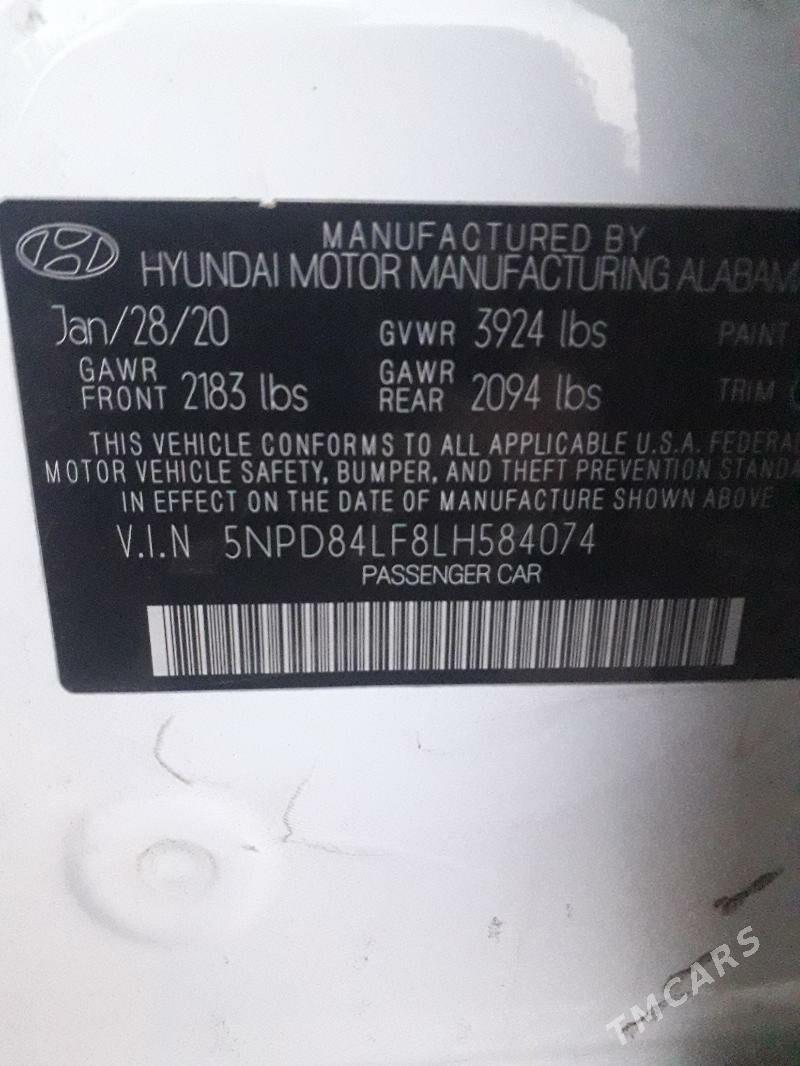 MANUFACTURED BY
HYUNDAI MOTOR MANUFACTURING ALABAMA
Jan/28/20 GVWR 3924 lbs PAINT
GAWR FRONT 2183 lbs GAWR REAR 2094 lbs TRIM
THIS VEHICLE CONFORMS TO ALL APPLICABLE U.S.A. FEDERAL
MOTOR VEHICLE SAFETY, BUMPER, AND THEFT PREVENTION STANDA
IN EFFECT ON THE DATE OF MANUFACTURE SHOWN ABOVE
V.I.N 5NPD84LF8LH584074
PASSENGER CAR
TMCARS